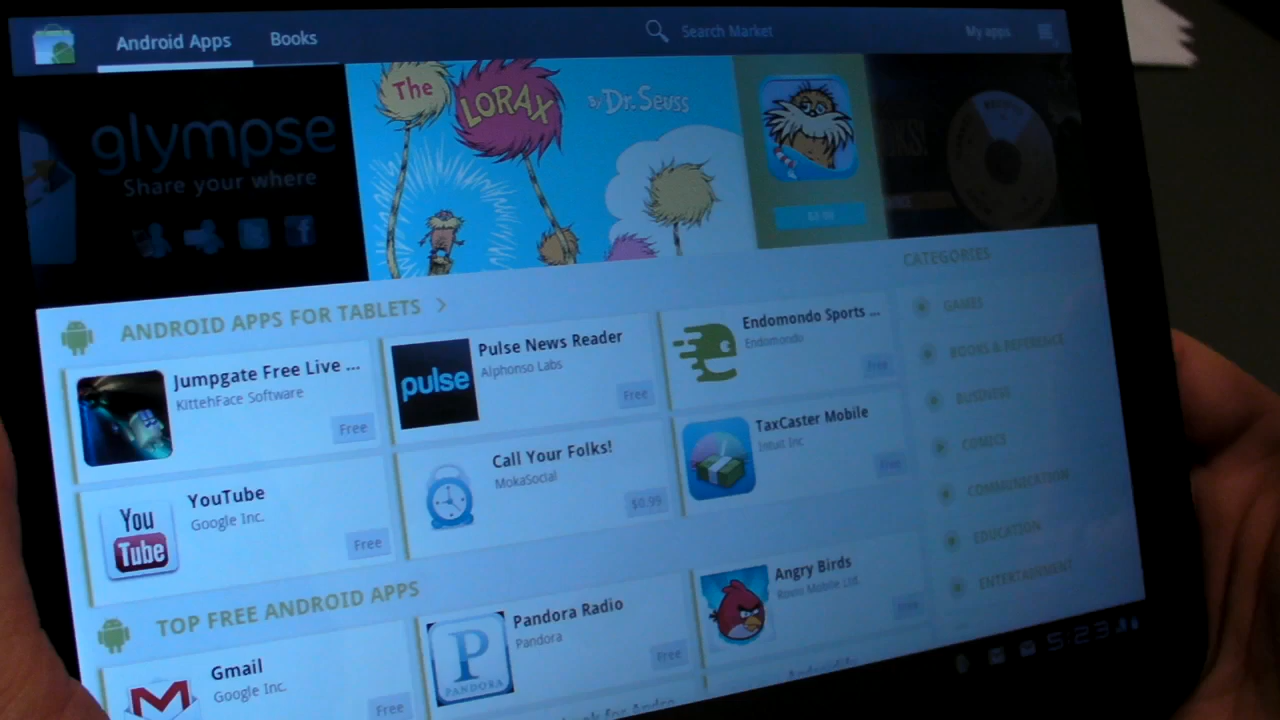 Android Apps
Books
Search Market
My apps
glympse
Share your where
The
LORAX
By Dr. Seuss
CATEGORIES
ANDROID APPS FOR TABLETS
Jumpgate Free Live ...
KittehFace Software
Free
Pulse News Reader
pulse
Alphonso Labs
Free
Endomondo Sports ...
Endomondo
Free
GAMES
BOOKS & REFERENCE
BUSINESS
COMICS
COMMUNICATION
EDUCATION
ENTERTAINMENT
YouTube
You
Tube
Google Inc.
Free
Call Your Folks!
MokaSocial
$0.99
TaxCaster Mobile
Intuit Inc
Free
TOP FREE ANDROID APPS
Gmail
Google Inc.
Free
Pandora Radio
P
PANDORA
Pandora
Free
Angry Birds
Rovio Mobile Ltd.
Free
5:23